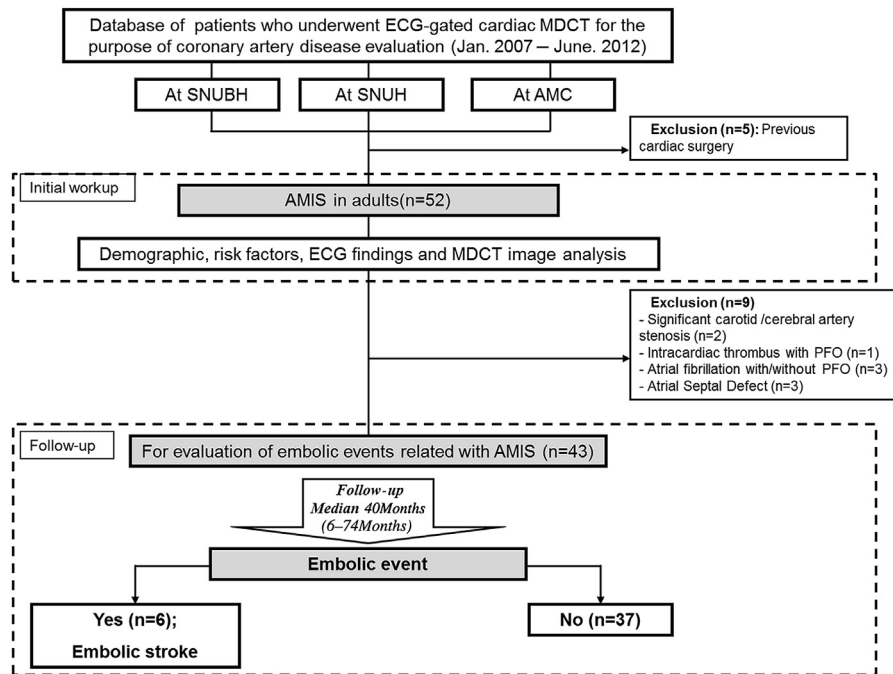 Database of patients who underwent ECG-gated cardiac MDCT for the
purpose of coronary artery disease evaluation (Jan. 2007 – June. 2012)
At SNUBH
At SNUH
At AMC
Exclusion (n=5): Previous
cardiac surgery
Initial workup
AMIS in adults(n=52)
Demographic, risk factors, ECG findings and MDCT image analysis
Exclusion (n=9)
- Significant carotid /cerebral artery
stenosis (n=2)
- Intracardiac thrombus with PFO (n=1)
- Atrial fibrillation with/without PFO (n=3)
- Atrial Septal Defect (n=3)
Follow-up
For evaluation of embolic events related with AMIS (n=43)
Follow-up
Median 40Months
(6–74Months)
Embolic event
Yes (n=6);
Embolic stroke
No (n=37)